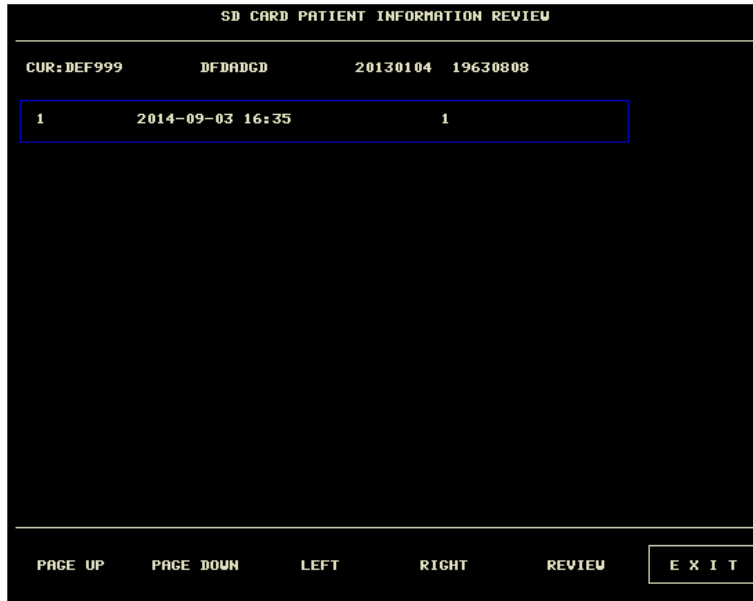 SD CARD PATIENT INFORMATION REVIEW
CUR:DEF999 DFDADGD 20130104 19630808
1 2014-09-03 16:35 1
PAGE UP PAGE DOWN LEFT RIGHT REVIEW E X I T